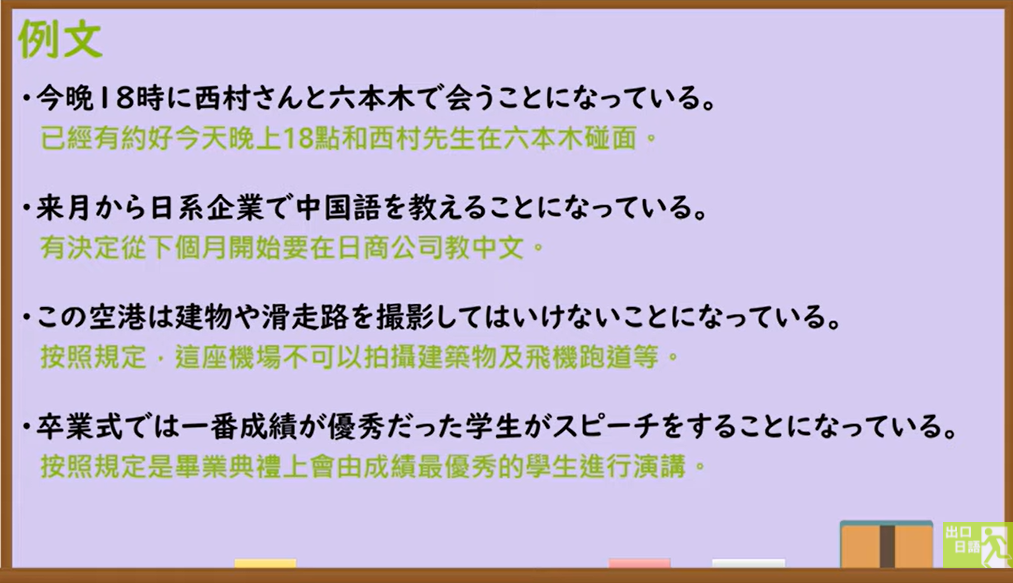 例文
・今晩18時に西村さんと六本木で会うことになっている。
已經有約好今天晚上18點和西村先生在六本木碰面。
・来月から日系企業で中国語を教えることになっている。
有決定從下個月開始要在日商公司教中文。
・この空港は建物や滑走路を撮影してはいけないことになっている。
按照規定，這座機場不可以拍攝建築物及飛機跑道等。
・卒業式では一番成績が優秀だった学生がスピーチをすることになっている。
按照規定是畢業典禮上會由成績最優秀的學生進行演講。
出口
日語